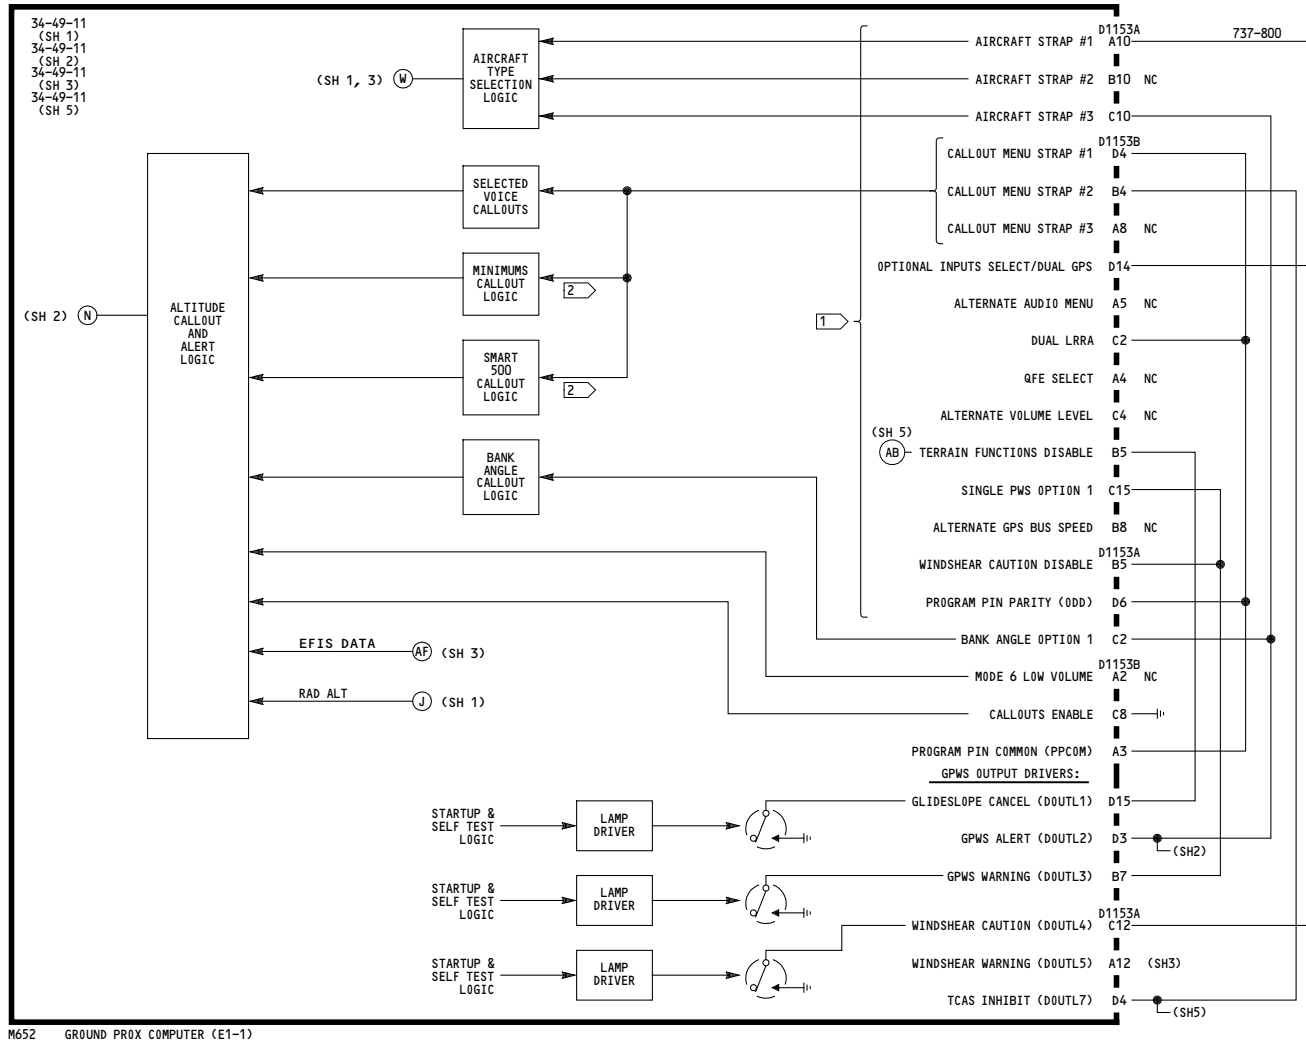 34-49-11
(SH 1)
34-49-11
(SH 2)
34-49-11
(SH 3)
34-49-11
(SH 5)
737-800
(SH 1, 3) W
AIRCRAFT
TYPE
SELECTION
LOGIC
D1153A
AIRCRAFT STRAP #1 A10
AIRCRAFT STRAP #2 B10 NC
AIRCRAFT STRAP #3 C10
D1153B
CALLOUT MENU STRAP #1 D4
CALLOUT MENU STRAP #2 B4
CALLOUT MENU STRAP #3 A8 NC
OPTIONAL INPUTS SELECT/DUAL GPS D14
ALTERNATE AUDIO MENU A5 NC
DUAL LRRA C2
QFE SELECT A4 NC
ALTERNATE VOLUME LEVEL C4 NC
(SH 5)
AB TERRAIN FUNCTIONS DISABLE B5
SINGLE PWS OPTION 1 C15
ALTERNATE GPS BUS SPEED B8 NC
D1153A
WINDSHEAR CAUTION DISABLE B5
PROGRAM PIN PARITY (ODD) D6
BANK ANGLE OPTION 1 C2
D1153B
MODE 6 LOW VOLUME A2 NC
CALLOUTS ENABLE C8
PROGRAM PIN COMMON (PPCOM) A3
GPWS OUTPUT DRIVERS:
GLIDESLOPE CANCEL (DOUTL1) D15
GPWS ALERT (DOUTL2) D3
(SH2)
GPWS WARNING (DOUTL3) B7
D1153A
WINDSHEAR CAUTION (DOUTL4) C12
WINDSHEAR WARNING (DOUTL5) A12 (SH3)
TCAS INHIBIT (DOUTL7) D4
(SH5)
1
SELECTED
VOICE
CALLOUTS
MINIMUMS
CALLOUT
LOGIC
2
SMART
500
CALLOUT
LOGIC
2
BANK
ANGLE
CALLOUT
LOGIC
(SH 2) N
ALTITUDE
CALLOUT
AND
ALERT
LOGIC
EFIS DATA AF (SH 3)
RAD ALT J (SH 1)
STARTUP &
SELF TEST
LOGIC
LAMP
DRIVER
STARTUP &
SELF TEST
LOGIC
LAMP
DRIVER
STARTUP &
SELF TEST
LOGIC
LAMP
DRIVER
M652 GROUND PROX COMPUTER (E1-1)